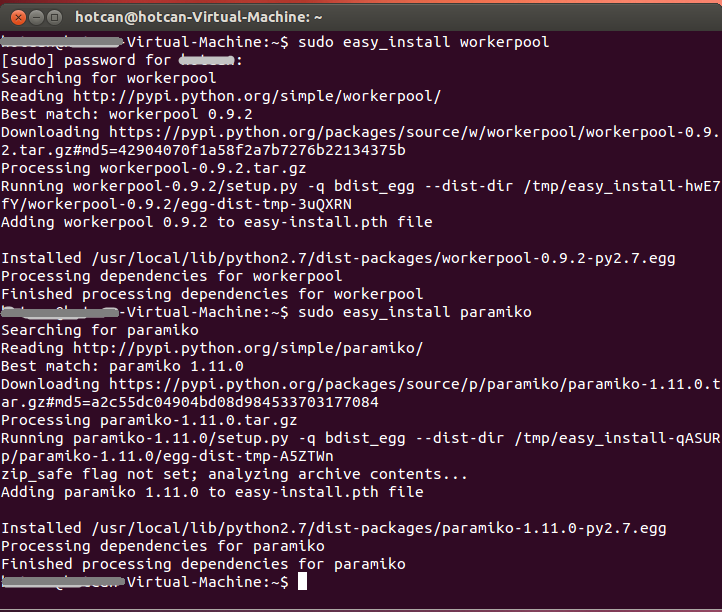 hotcan@hotcan-Virtual-Machine: ~
-Virtual-Machine:~$ sudo easy_install workerpool
[sudo] password for :
Searching for workerpool
Reading http://pypi.python.org/simple/workerpool/
Best match: workerpool 0.9.2
Downloading https://pypi.python.org/packages/source/w/workerpool/workerpool-0.9.
2.tar.gz#md5=42904070f1a58f2a7b7276b22134375b
Processing workerpool-0.9.2.tar.gz
Running workerpool-0.9.2/setup.py -q bdist_egg --dist-dir /tmp/easy_install-hwE7
fY/workerpool-0.9.2/egg-dist-tmp-3uQXRN
Adding workerpool 0.9.2 to easy-install.pth file
Installed /usr/local/lib/python2.7/dist-packages/workerpool-0.9.2-py2.7.egg
Processing dependencies for workerpool
Finished processing dependencies for workerpool
-Virtual-Machine:~$ sudo easy_install paramiko
Searching for paramiko
Reading http://pypi.python.org/simple/paramiko/
Best match: paramiko 1.11.0
Downloading https://pypi.python.org/packages/source/p/paramiko/paramiko-1.11.0.t
ar.gz#md5=a2c55dc04904bd08d984533703177084
Processing paramiko-1.11.0.tar.gz
Running paramiko-1.11.0/setup.py -q bdist_egg --dist-dir /tmp/easy_install-qASUR
p/paramiko-1.11.0/egg-dist-tmp-A5ZTWn
zip_safe flag not set; analyzing archive contents...
Adding paramiko 1.11.0 to easy-install.pth file
Installed /usr/local/lib/python2.7/dist-packages/paramiko-1.11.0-py2.7.egg
Processing dependencies for paramiko
Finished processing dependencies for paramiko
-Virtual-Machine:~$